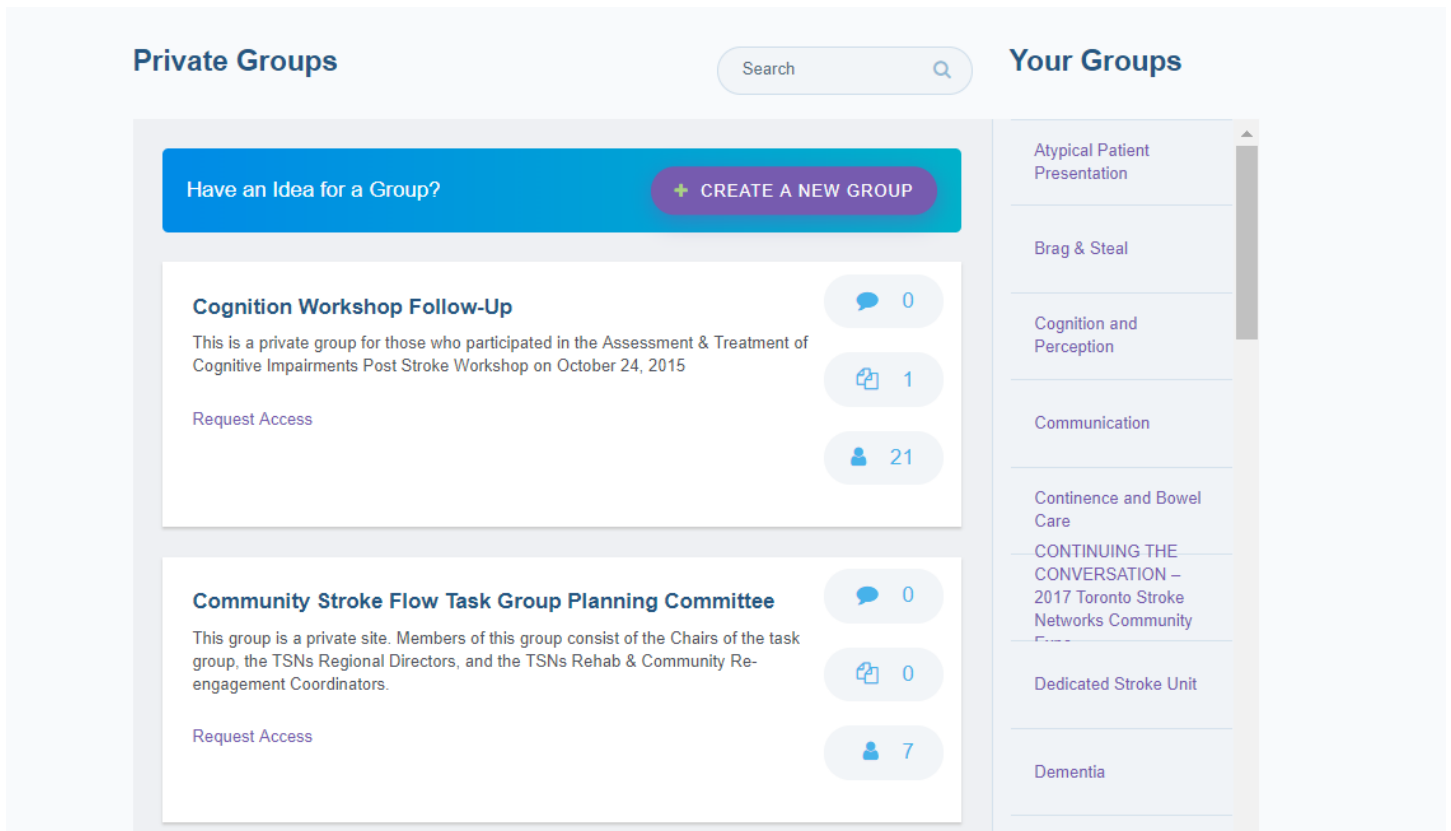 Private Groups
Search
Your Groups
Have an Idea for a Group?
CREATE A NEW GROUP
Cognition Workshop Follow-Up
This is a private group for those who participated in the Assessment & Treatment of
Cognitive Impairments Post Stroke Workshop on October 24, 2015
Request Access
0
1
21
Community Stroke Flow Task Group Planning Committee
This group is a private site. Members of this group consist of the Chairs of the task
group, the TSNs Regional Directors, and the TSNs Rehab & Community Re-
engagement Coordinators.
Request Access
0
0
7
Atypical Patient
Presentation
Brag & Steal
Cognition and
Perception
Communication
Continence and Bowel
Care
CONTINUING THE
CONVERSATION –
2017 Toronto Stroke
Networks Community
Dedicated Stroke Unit
Dementia